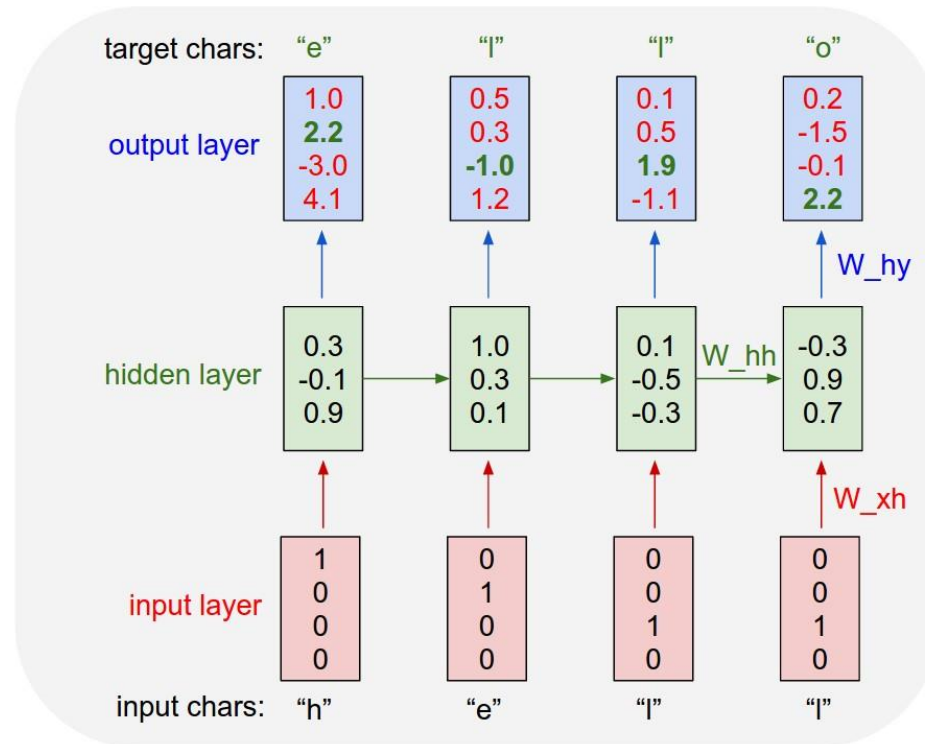 target chars: “e” “l” “l” “o”
1.0 0.5 0.1 0.2
2.2 0.3 0.5 -1.5
output layer
-3.0 -1.0 1.9 -0.1
4.1 1.2 -1.1 2.2
W_hy
0.3 1.0 0.1 -0.3
W_hh
hidden layer -0.1 0.3 -0.5 0.9
0.9 0.1 -0.3 0.7
W_xh
1 0 0 0
0 1 0 0
input layer
0 0 1 1
0 0 0 0
input chars: “h” “e” “l” “l”